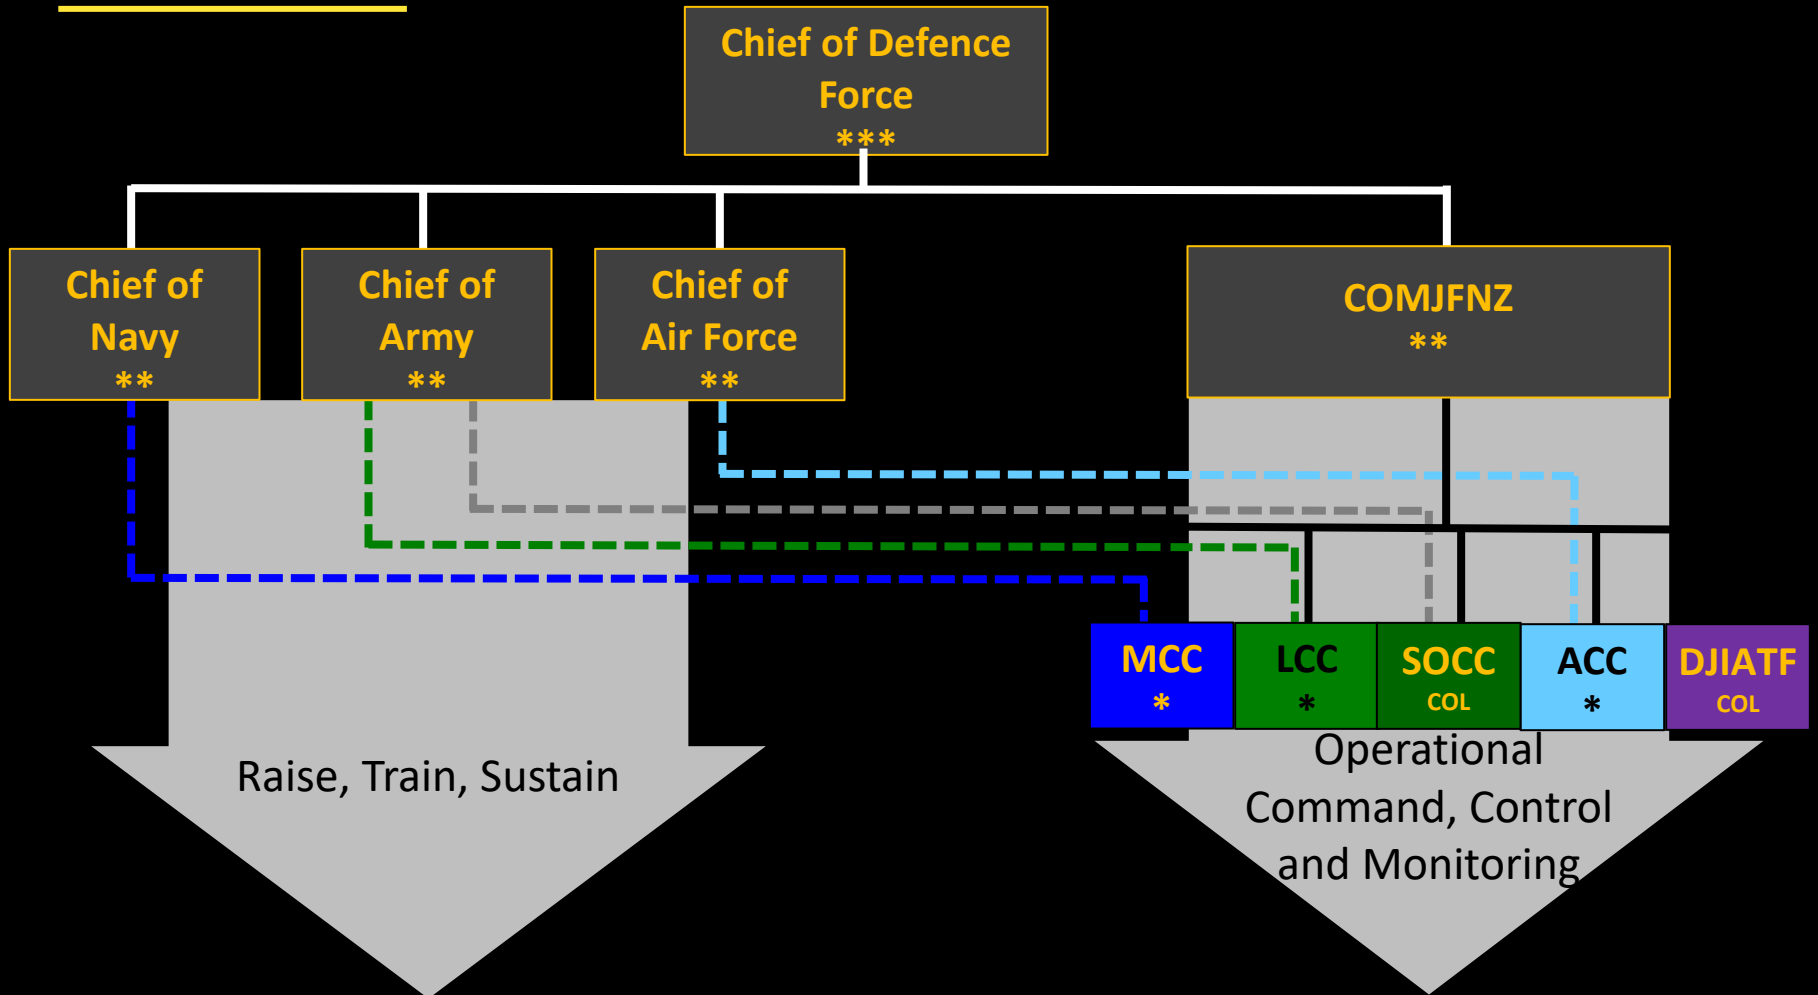 Chief of Defence
Force
***
Chief of
Navy
**
Chief of
Army
**
Chief of
Air Force
**
COMJFNZ
**
MCC
*
LCC
*
SOCC
COL
ACC
*
DJIATF
COL
Raise, Train, Sustain
Operational
Command, Control
and Monitoring